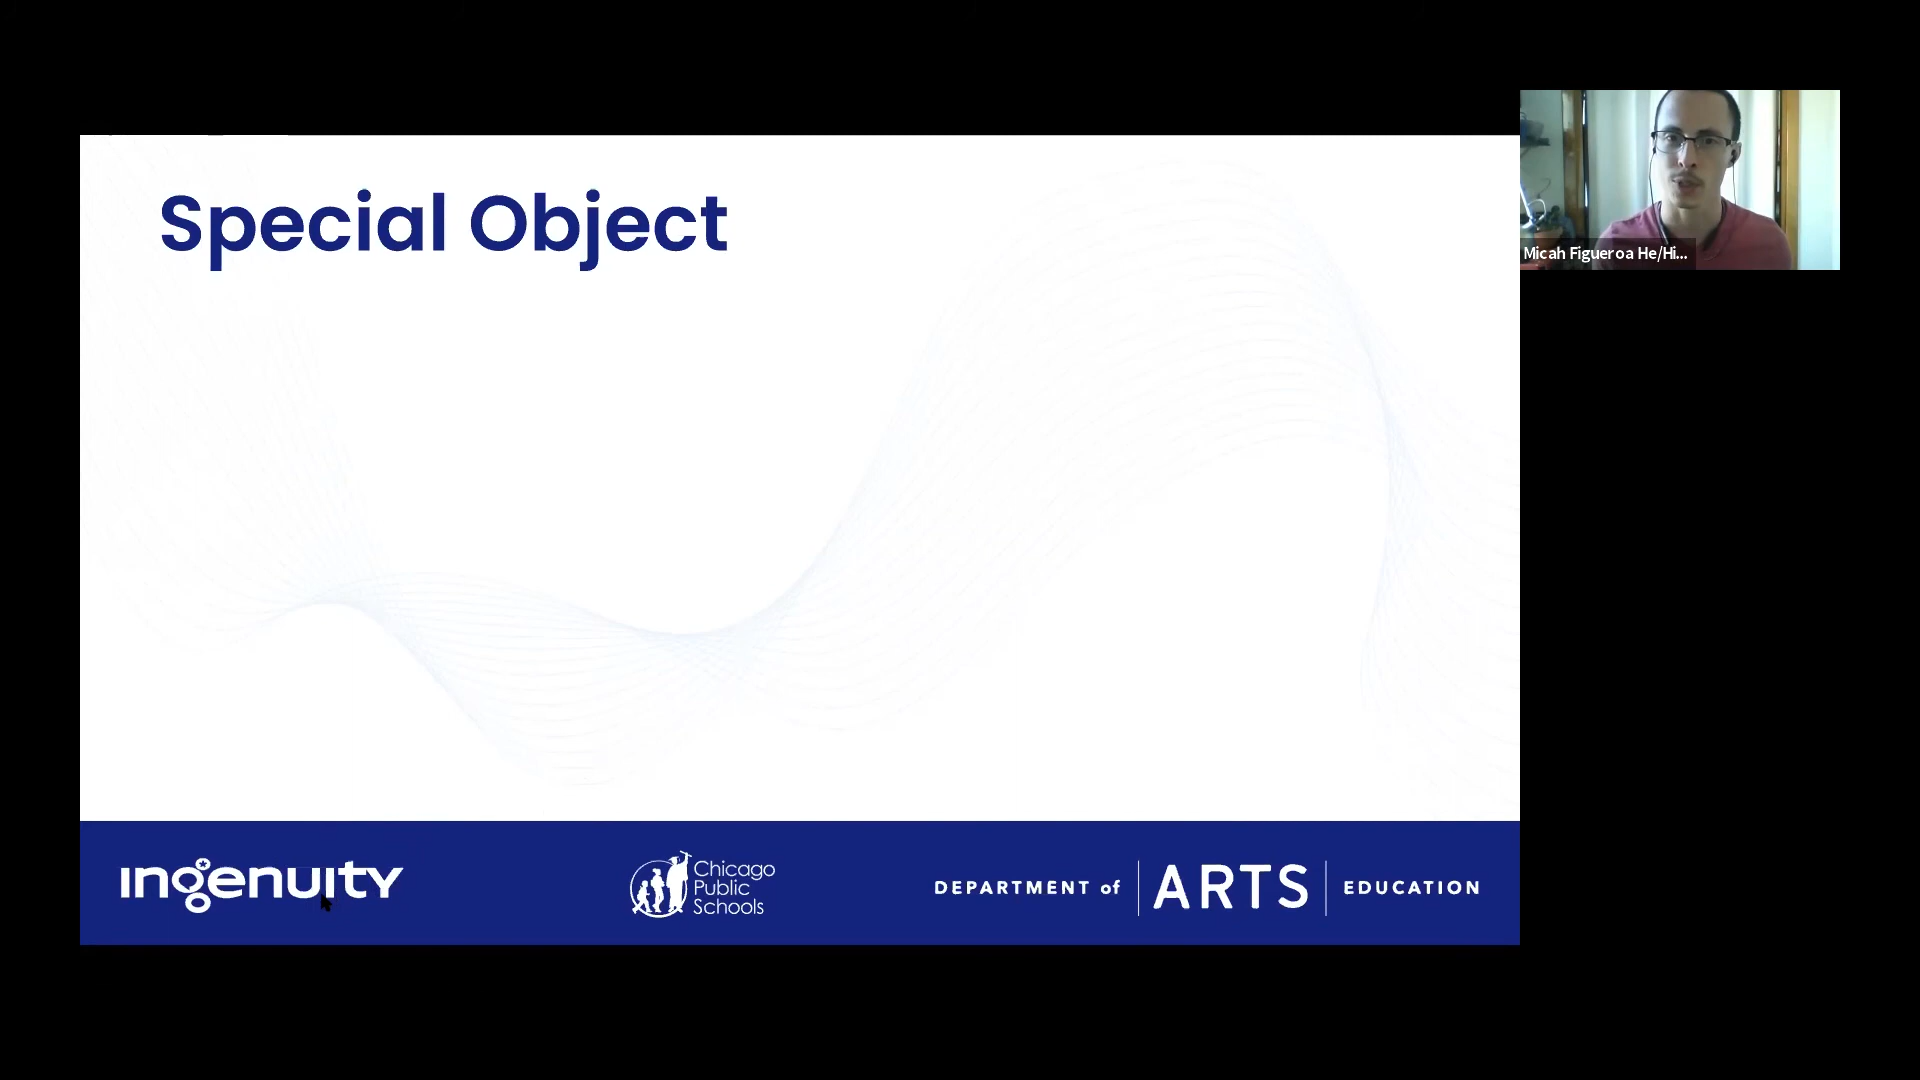 Special Object
Micah Figueroa He/Hi...
ingenuity
Chicago
Public
Schools
DEPARTMENT of ARTS EDUCATION